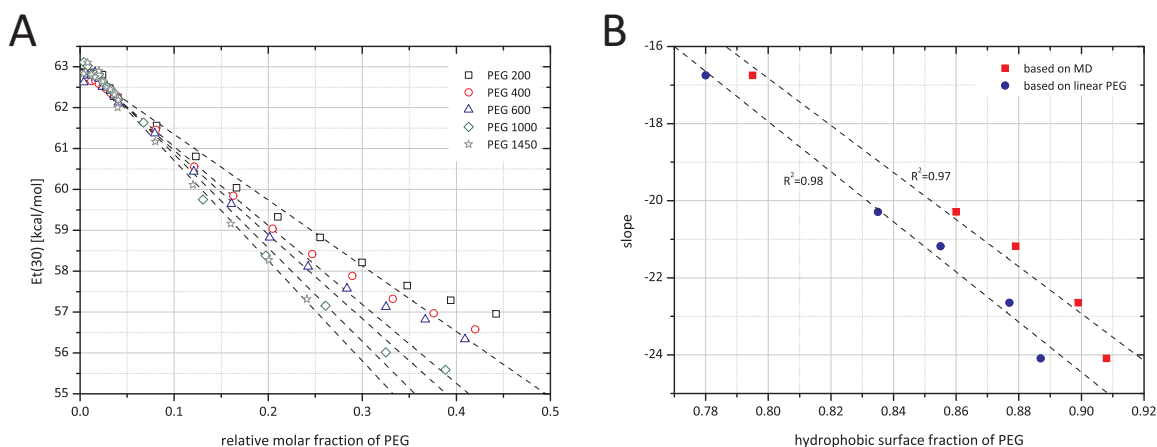 A
Et(30) [kcal/mol]
63
62
61
60
59
58
57
56
55
0.0
0.1
0.2
0.3
0.4
0.5
relative molar fraction of PEG
PEG 200
PEG 400
PEG 600
PEG 1000
PEG 1450
B
slope
-16
-18
-20
-22
-24
0.78
0.80
0.82
0.84
0.86
0.88
0.90
0.92
hydrophobic surface fraction of PEG
based on MD
based on linear PEG
R²=0.98
R²=0.97